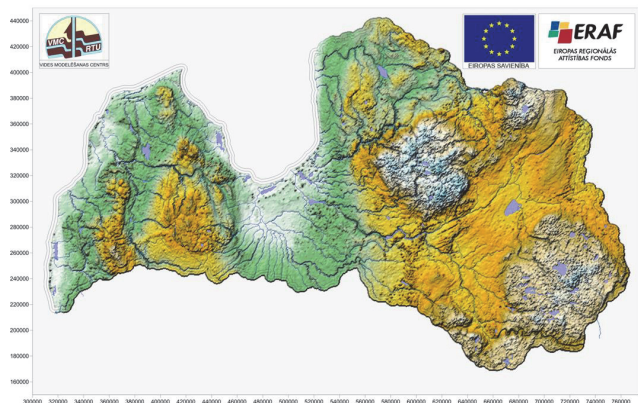 440000
420000
400000
380000
360000
340000
320000
300000
280000
260000
240000
220000
200000
180000
160000
300000 320000 340000 360000 380000 400000 420000 440000 460000 480000 500000 520000 540000 560000 580000 600000 620000 640000 660000 680000 700000 720000 740000 760000
VMC
RTU
VIDES MODELĒŠANAS CENTRS
EIROPAS SAVIENĪBA
ERAF
EIROPAS REGIONĀLĀS
ATTĪSTĪBAS FONDS